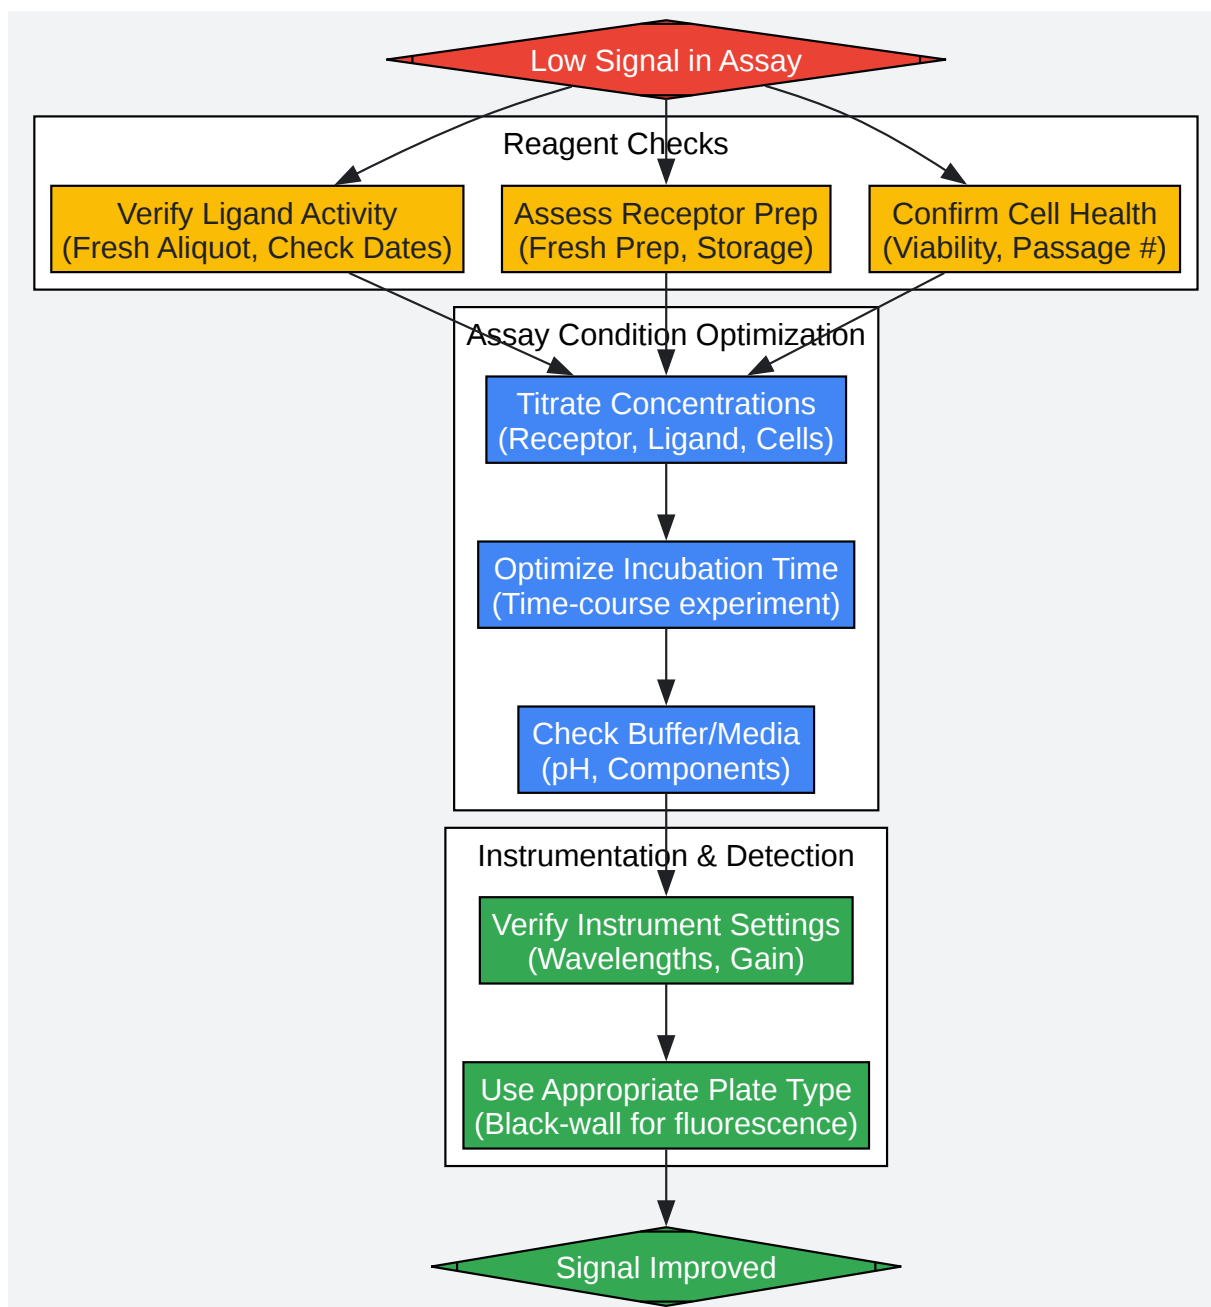 Low Signal in Assay
Reagent Checks
Verify Ligand Activity
(Fresh Aliquot, Check Dates)
Assess Receptor Prep
(Fresh Prep, Storage)
Confirm Cell Health
(Viability, Passage #)
Assay Condition Optimization
Titrate Concentrations
(Receptor, Ligand, Cells)
Optimize Incubation Time
(Time-course experiment)
Check Buffer/Media
(pH, Components)
Instrumentation & Detection
Verify Instrument Settings
(Wavelengths, Gain)
Use Appropriate Plate Type
(Black-wall for fluorescence)
Signal Improved